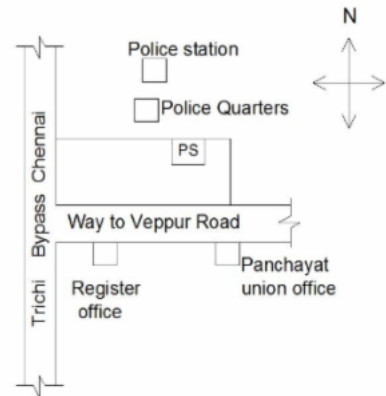 N
Police station
Police Quarters
PS
Trichi Bypass Chennai
Way to Veppur Road
Register
office
Panchayat
union office